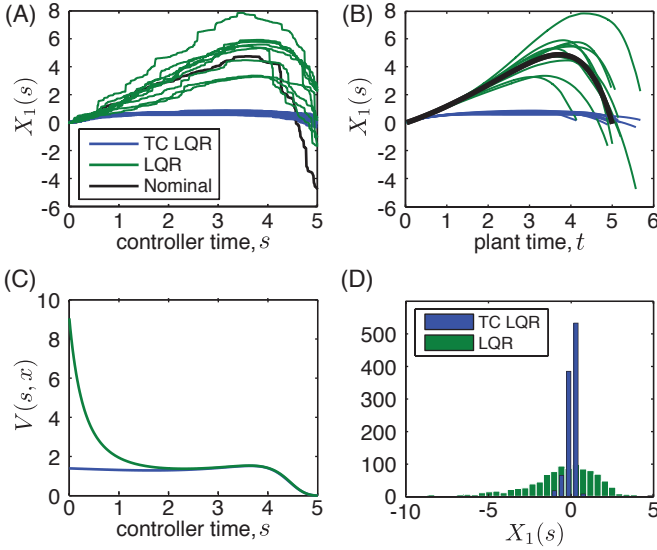 (A)
8
6
4
2
0
-2
-4
-6
X₁(s)
TC LQR
LQR
Nominal
0 1 2 3 4 5
controller time, s
(B)
8
6
4
2
0
-2
-4
-6
X₁(s)
0 1 2 3 4 5 6
plant time, t
(C)
10
8
6
4
2
0
V(s, x)
0 1 2 3 4 5
controller time, s
(D)
TC LQR
LQR
500
400
300
200
100
0
-10 -5 0 5
X₁(s)